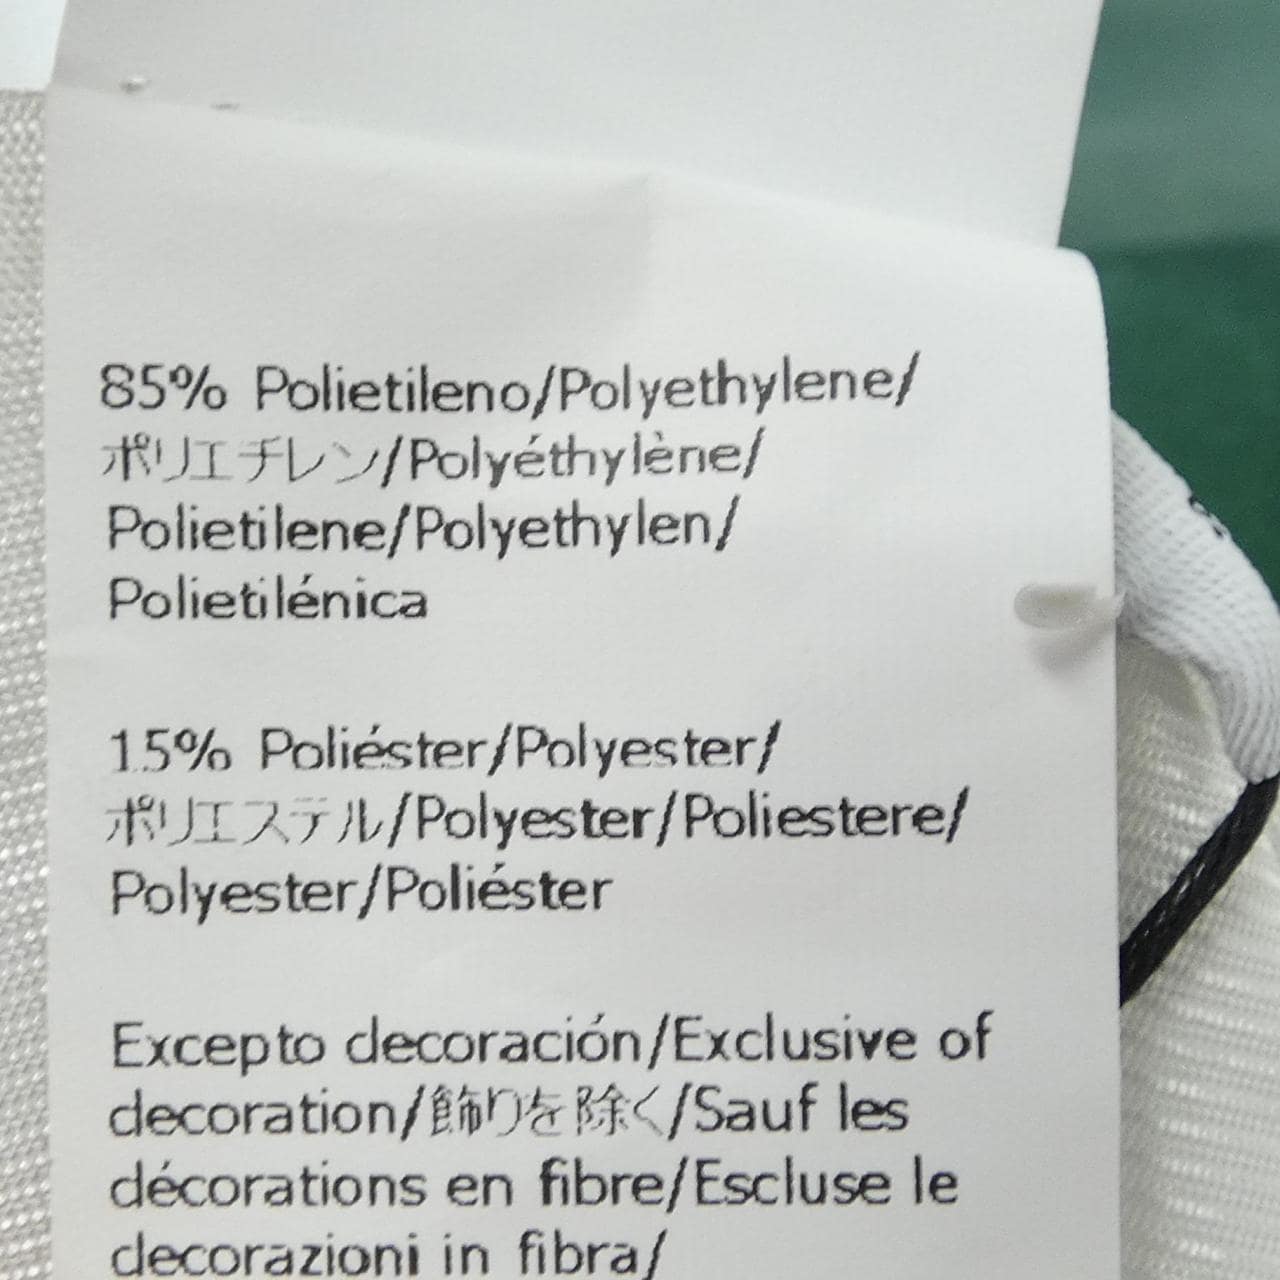 85% Polietileno/Polyethylene/
ポリエチレン/Polyéthylène/
Polietilene/Polyethylen/
Polietilénica
15% Poliéster/Polyester/
ポリエステル/Polyester/Poliestere/
Polyester/Poliéster
Excepto decoración/Exclusive of
decoration/飾りを除く/Sauf les
décorations en fibre/Escluse le
decorazioni in fibra/